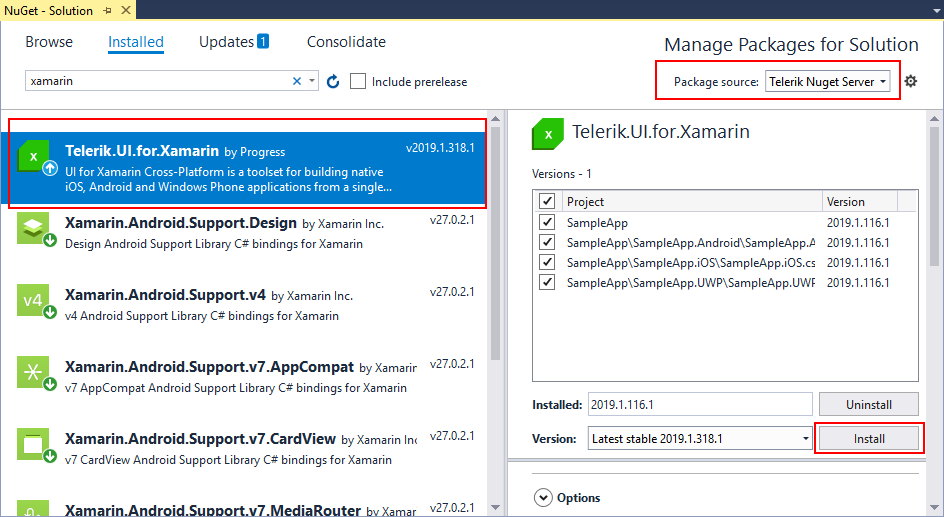 NuGet - Solution
Browse
Installed
Updates 1
Consolidate
Manage Packages for Solution
xamarin
Include prerelease
Package source: Telerik Nuget Server
x
Telerik.UI.for.Xamarin by Progress
v2019.1.318.1
UI for Xamarin Cross-Platform is a toolset for building native
iOS, Android and Windows Phone applications from a single...
Xamarin.Android.Support.Design by Xamarin Inc.
v27.0.2.1
Design Android Support Library C# bindings for Xamarin
v4
Xamarin.Android.Support.v4 by Xamarin Inc.
v27.0.2.1
v4 Android Support Library C# bindings for Xamarin
Xamarin.Android.Support.v7.AppCompat by Xamarin
v27.0.2.1
v7 AppCompat Android Support Library C# bindings for Xamarin
Xamarin.Android.Support.v7.CardView by Xamarin Inc
v27.0.2.1
v7 CardView Android Support Library C# bindings for Xamarin
Xamarin.Android.Support.v7.MediaRouter by Xamarin
v27.0.2.1
x
Telerik.UI.for.Xamarin
Versions - 1
Project Version
SampleApp 2019.1.116.1
SampleApp\SampleApp.Android\SampleApp.A 2019.1.116.1
SampleApp\SampleApp.iOS\SampleApp.iOS.cs 2019.1.116.1
SampleApp\SampleApp.UWP\SampleApp.UWP 2019.1.116.1
Installed: 2019.1.116.1 Uninstall
Version: Latest stable 2019.1.318.1 Install
Options